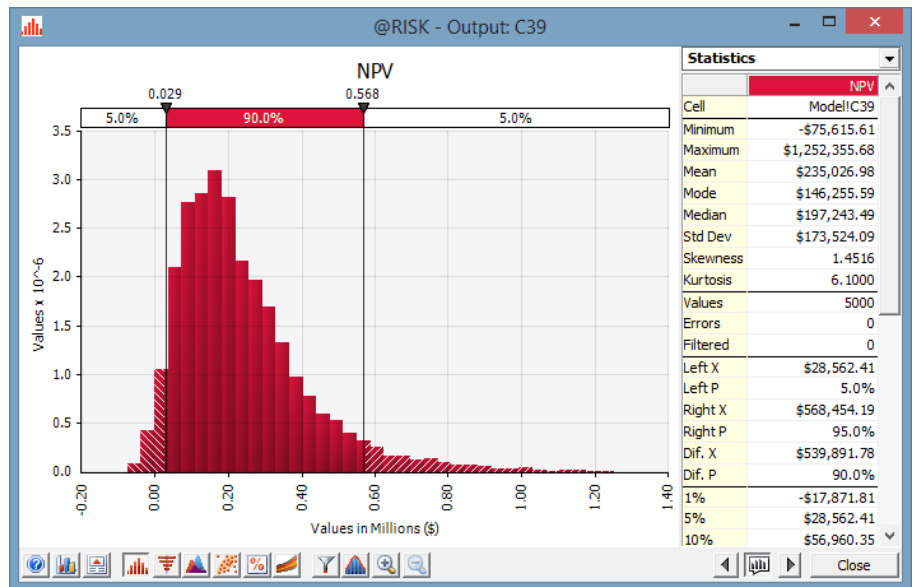 @RISK - Output: C39
NPV
0.029 0.568
5.0% 90.0% 5.0%
3.5
3.0
2.5
2.0
1.5
1.0
0.5
0.0
Values x 10^-6
-0.20 0.00 0.20 0.40 0.60 0.80 1.00 1.20 1.40
Values in Millions ($)
Statistics
NPV
Cell Model!C39
Minimum -$75,615.61
Maximum $1,252,355.68
Mean $235,026.98
Mode $146,255.59
Median $197,243.49
Std Dev $173,524.09
Skewness 1.4516
Kurtosis 6.1000
Values 5000
Errors 0
Filtered 0
Left X $28,562.41
Left P 5.0%
Right X $568,454.19
Right P 95.0%
Dif. X $539,891.78
Dif. P 90.0%
1% -$17,871.81
5% $28,562.41
10% $56,960.35
Close